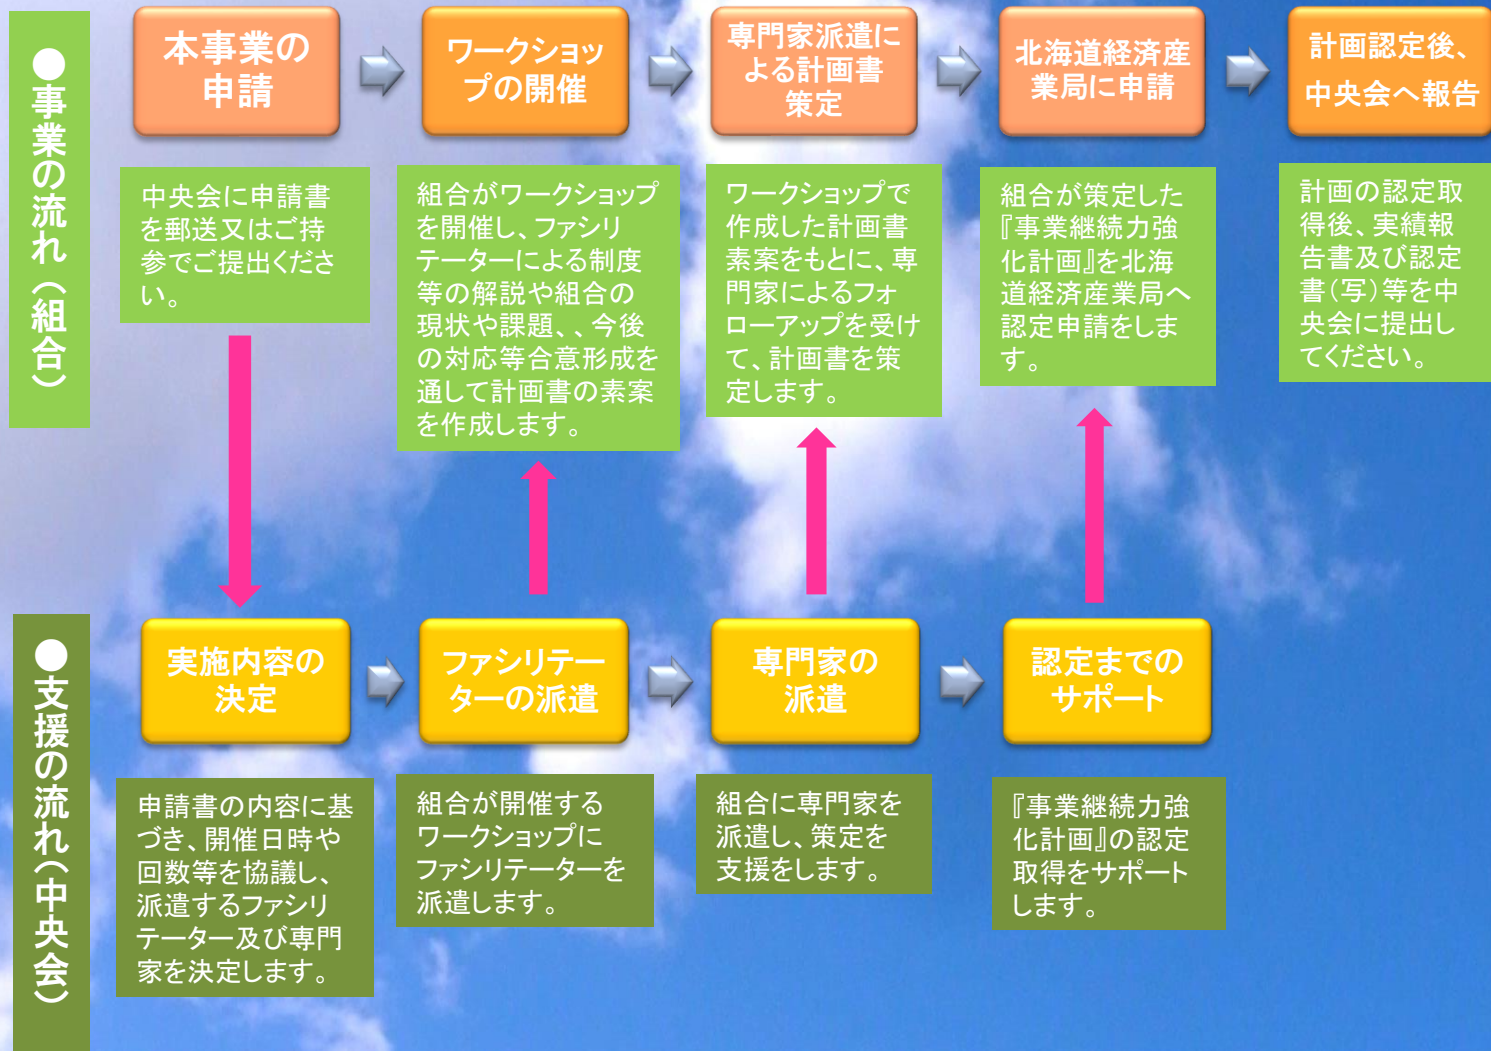 ●事業の流れ（組合）
本事業の
申請
ワークショッ
プの開催
専門家派遣に
よる計画書
策定
北海道経済産
業局に申請
計画認定後、
中央会へ報告
中央会に申請書
を郵送又はご持
参でご提出くださ
い。
組合がワークショップ
を開催し、ファシリ
テーターによる制度
等の解説や組合の
現状や課題、、今後
の対応等合意形成を
通して計画書の素案
を作成します。
ワークショップで
作成した計画書
素案をもとに、専
門家によるフォ
ローアップを受け
て、計画書を策
定します。
組合が策定した
『事業継続力強
化計画』を北海
道経済産業局へ
認定申請をしま
す。
計画の認定取
得後、実績報
告書及び認定
書（写）等を中
央会に提出し
てください。
●支援の流れ（中央会）
実施内容の
決定
ファシリテー
ターの派遣
専門家の
派遣
認定までの
サポート
申請書の内容に基
づき、開催日時や
回数等を協議し、
派遣するファシリ
テーター及び専門
家を決定します。
組合が開催する
ワークショップに
ファシリテーターを
派遣します。
組合に専門家を
派遣し、策定を
支援をします。
『事業継続力強
化計画』の認定
取得をサポート
します。